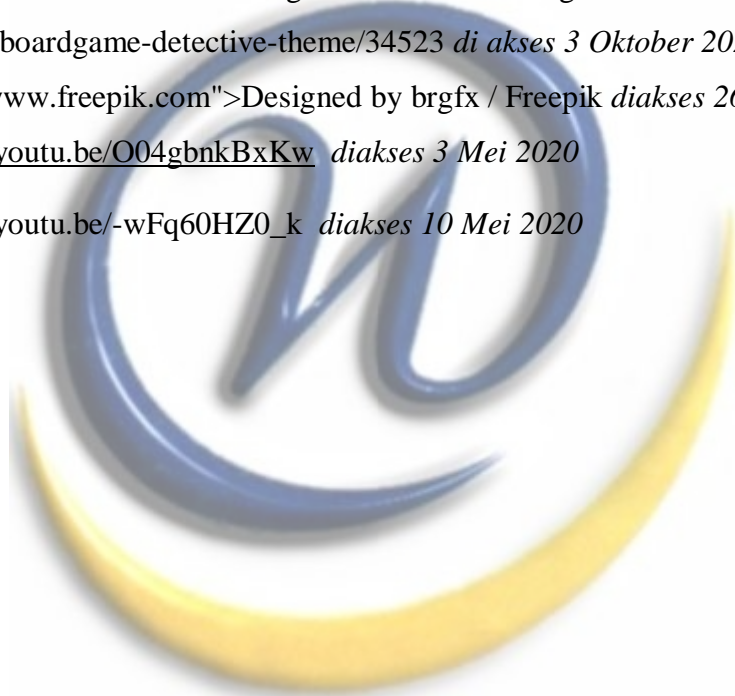 boardgame-detective-theme/34523 di akses 3 Oktober 20
www.freepik.com">Designed by brgfx / Freepik diakses 2
youtu.be/O04gbnkBxKw diakses 3 Mei 2020
youtu.be/-wFq60HZ0_k diakses 10 Mei 2020